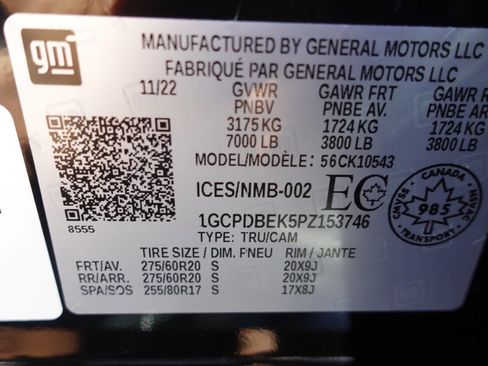 gm
MANUFACTURED BY GENERAL MOTORS LLC
FABRIQUÉ PAR GENERAL MOTORS LLC
11/22 GVWR GAWR FRT GAWR R
PNBV PNBE AV. PNBE AR
3175 KG 1724 KG 1724 KG
7000 LB 3800 LB 3800 LB
MODEL/MODÈLE: 56CK10543
ICES/NMB-002 EC
CANADA
985
TRANSPORT
8555
1GCPDBEK5PZ153746
TYPE: TRU/CAM
TIRE SIZE / DIM. PNEU RIM / JANTE
FRT/AV. 275/60R20 S 20X9J
RR/ARR. 275/60R20 S 20X9J
SPA/SOS 255/80R17 S 17X8J